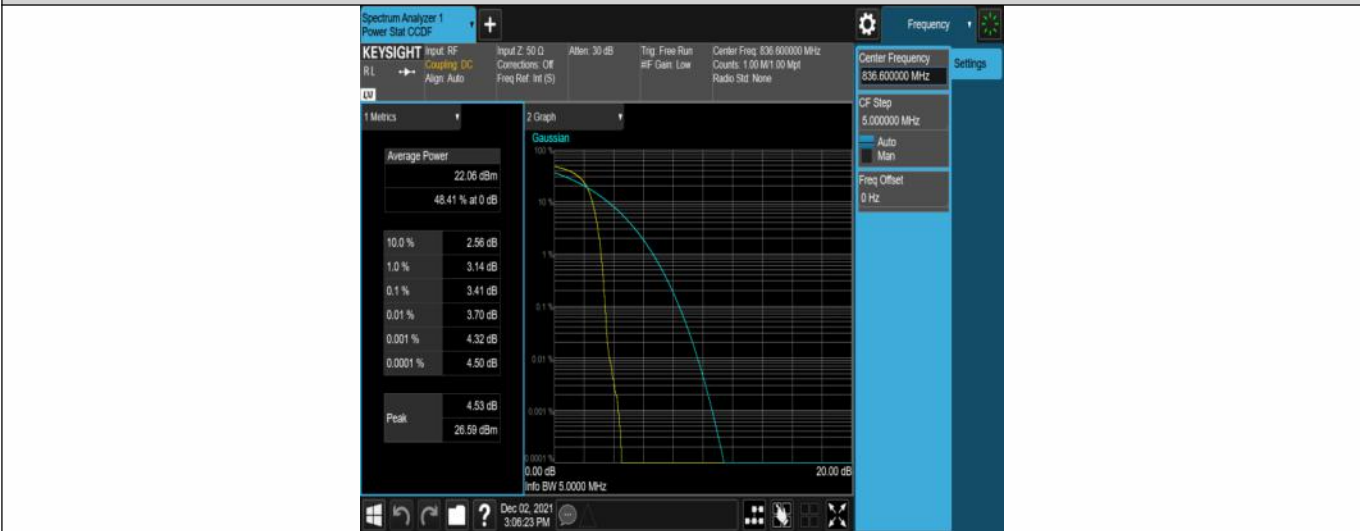 Spectrum Analyzer 1
Power Stat CCDF
+
Frequency
KEYSIGHT
RL
LXI
Input: RF
Coupling: DC
Align: Auto
Input Z: 50 Ω
Corrections: Off
Freq Ref: Int (S)
Atten: 30 dB
Trig: Free Run
#IF Gain: Low
Center Freq: 836.600000 MHz
Counts: 1.00 M/1.00 Mpt
Radio Std: None
Center Frequency
836.600000 MHz
Settings
CF Step
5.000000 MHz
Auto
Man
Freq Offset
0 Hz
1 Metrics
Average Power
22.06 dBm
48.41 % at 0 dB
10.0 % 2.56 dB
1.0 % 3.14 dB
0.1 % 3.41 dB
0.01 % 3.70 dB
0.001 % 4.32 dB
0.0001 % 4.50 dB
Peak
4.53 dB
26.59 dBm
2 Graph
Gaussian
100 %
10 %
1 %
0.1 %
0.01 %
0.001 %
0.0001 %
0.00 dB 20.00 dB
Info BW 5.0000 MHz
?
Dec 02, 2021
3:06:23 PM